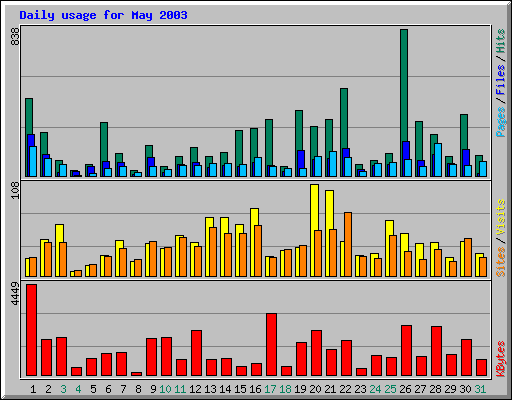 Daily usage for May 2003
838
Pages / Files / Hits
108
Sites / Visits
4449
KBytes
1 2 3 4 5 6 7 8 9 10 11 12 13 14 15 16 17 18 19 20 21 22 23 24 25 26 27 28 29 30 31